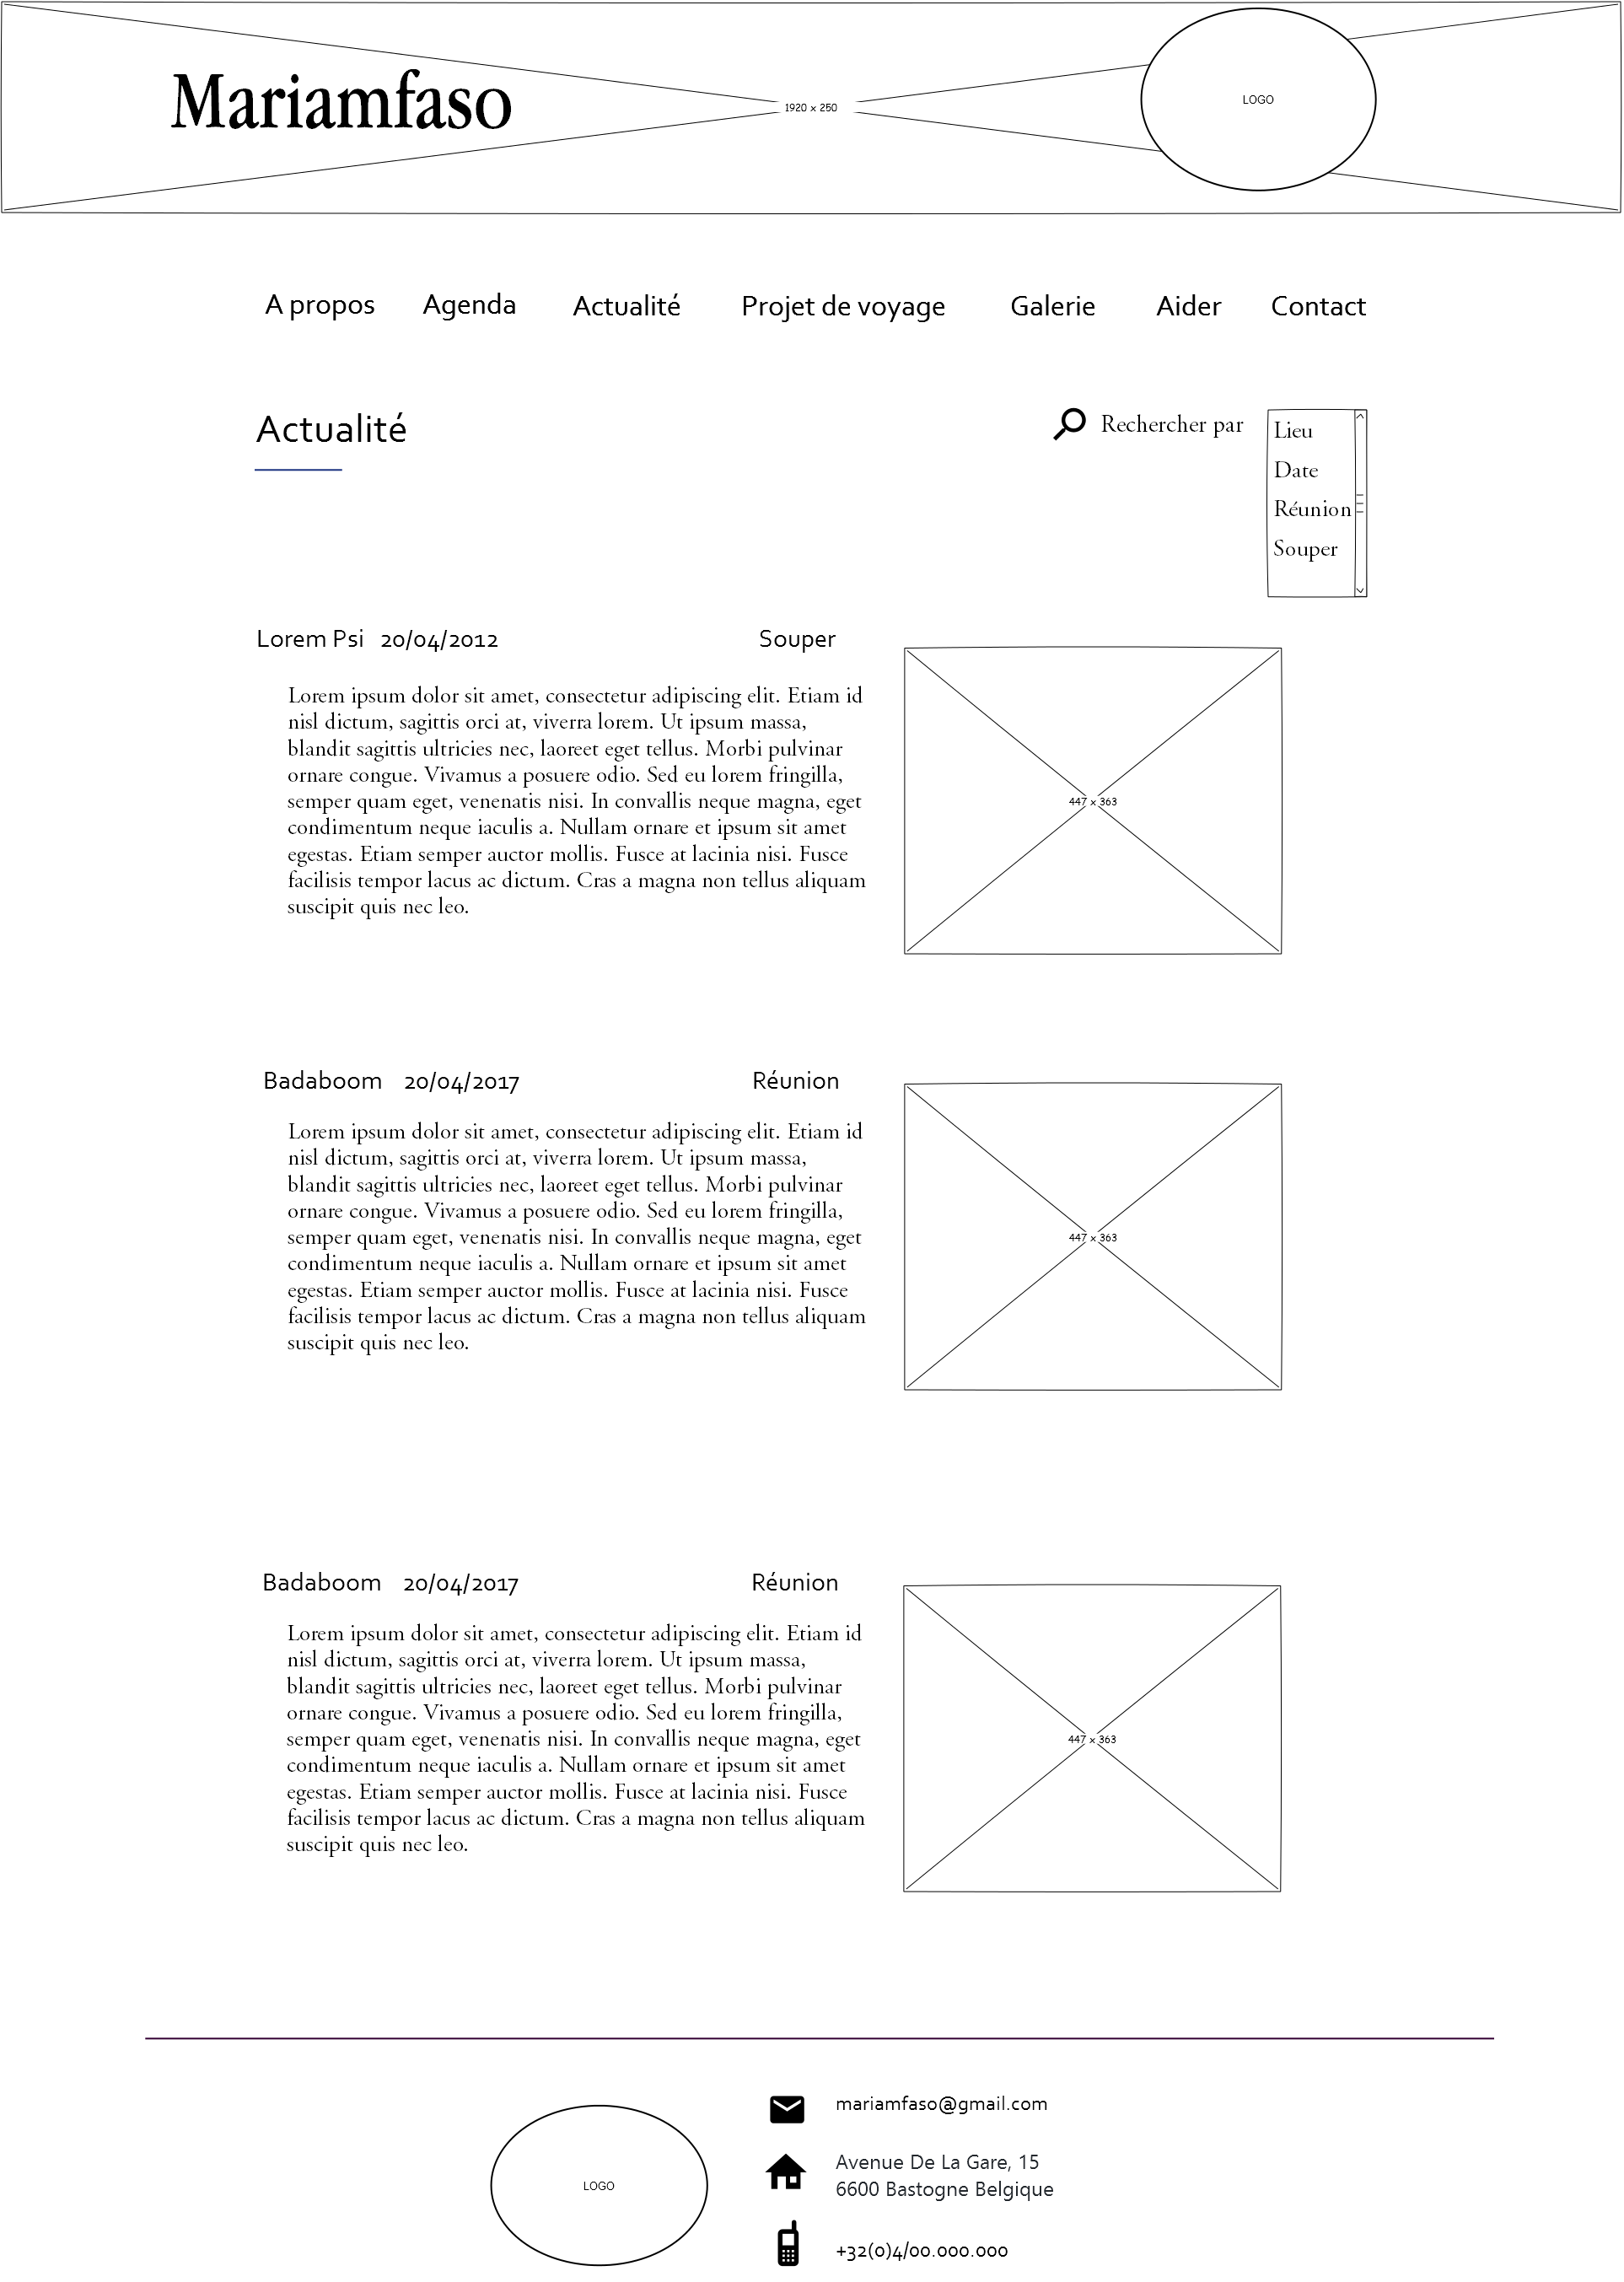 Mariamfaso
1920 x 250
LOGO
A propos Agenda Actualité Projet de voyage Galerie Aider Contact
Actualité
Rechercher par
Lieu
Date
Réunion
Souper
Lorem Psi 20/04/2012 Souper
Lorem ipsum dolor sit amet, consectetur adipiscing elit. Etiam id
nisl dictum, sagittis orci at, viverra lorem. Ut ipsum massa,
blandit sagittis ultricies nec, laoreet eget tellus. Morbi pulvinar
ornare congue. Vivamus a posuere odio. Sed eu lorem fringilla,
semper quam eget, venenatis nisi. In convallis neque magna, eget
condimentum neque iaculis a. Nullam ornare et ipsum sit amet
egestas. Etiam semper auctor mollis. Fusce at lacinia nisi. Fusce
facilisis tempor lacus ac dictum. Cras a magna non tellus aliquam
suscipit quis nec leo.
447 x 363
Badaboom 20/04/2017 Réunion
Lorem ipsum dolor sit amet, consectetur adipiscing elit. Etiam id
nisl dictum, sagittis orci at, viverra lorem. Ut ipsum massa,
blandit sagittis ultricies nec, laoreet eget tellus. Morbi pulvinar
ornare congue. Vivamus a posuere odio. Sed eu lorem fringilla,
semper quam eget, venenatis nisi. In convallis neque magna, eget
condimentum neque iaculis a. Nullam ornare et ipsum sit amet
egestas. Etiam semper auctor mollis. Fusce at lacinia nisi. Fusce
facilisis tempor lacus ac dictum. Cras a magna non tellus aliquam
suscipit quis nec leo.
447 x 363
Badaboom 20/04/2017 Réunion
Lorem ipsum dolor sit amet, consectetur adipiscing elit. Etiam id
nisl dictum, sagittis orci at, viverra lorem. Ut ipsum massa,
blandit sagittis ultricies nec, laoreet eget tellus. Morbi pulvinar
ornare congue. Vivamus a posuere odio. Sed eu lorem fringilla,
semper quam eget, venenatis nisi. In convallis neque magna, eget
condimentum neque iaculis a. Nullam ornare et ipsum sit amet
egestas. Etiam semper auctor mollis. Fusce at lacinia nisi. Fusce
facilisis tempor lacus ac dictum. Cras a magna non tellus aliquam
suscipit quis nec leo.
447 x 363
LOGO
mariamfaso@gmail.com
Avenue De La Gare, 15
6600 Bastogne Belgique
+32(0)4/00.000.000